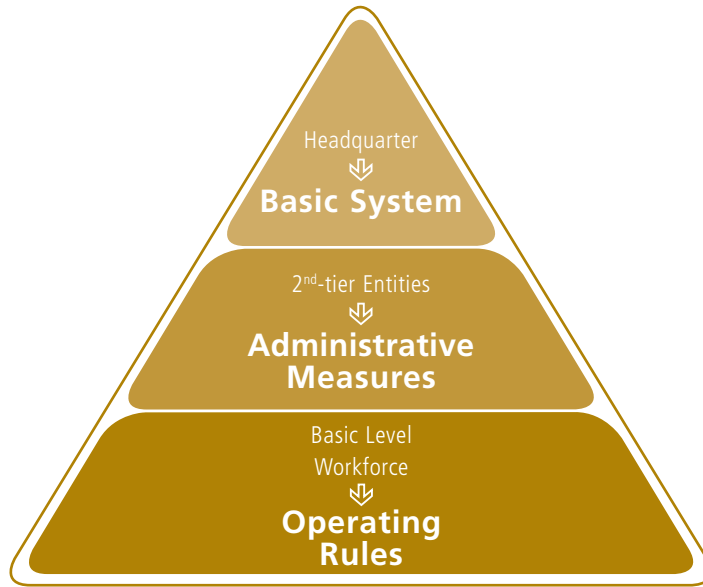 Headquarter
Basic System
2nd-tier Entities
Administrative
Measures
Basic Level
Workforce
Operating
Rules